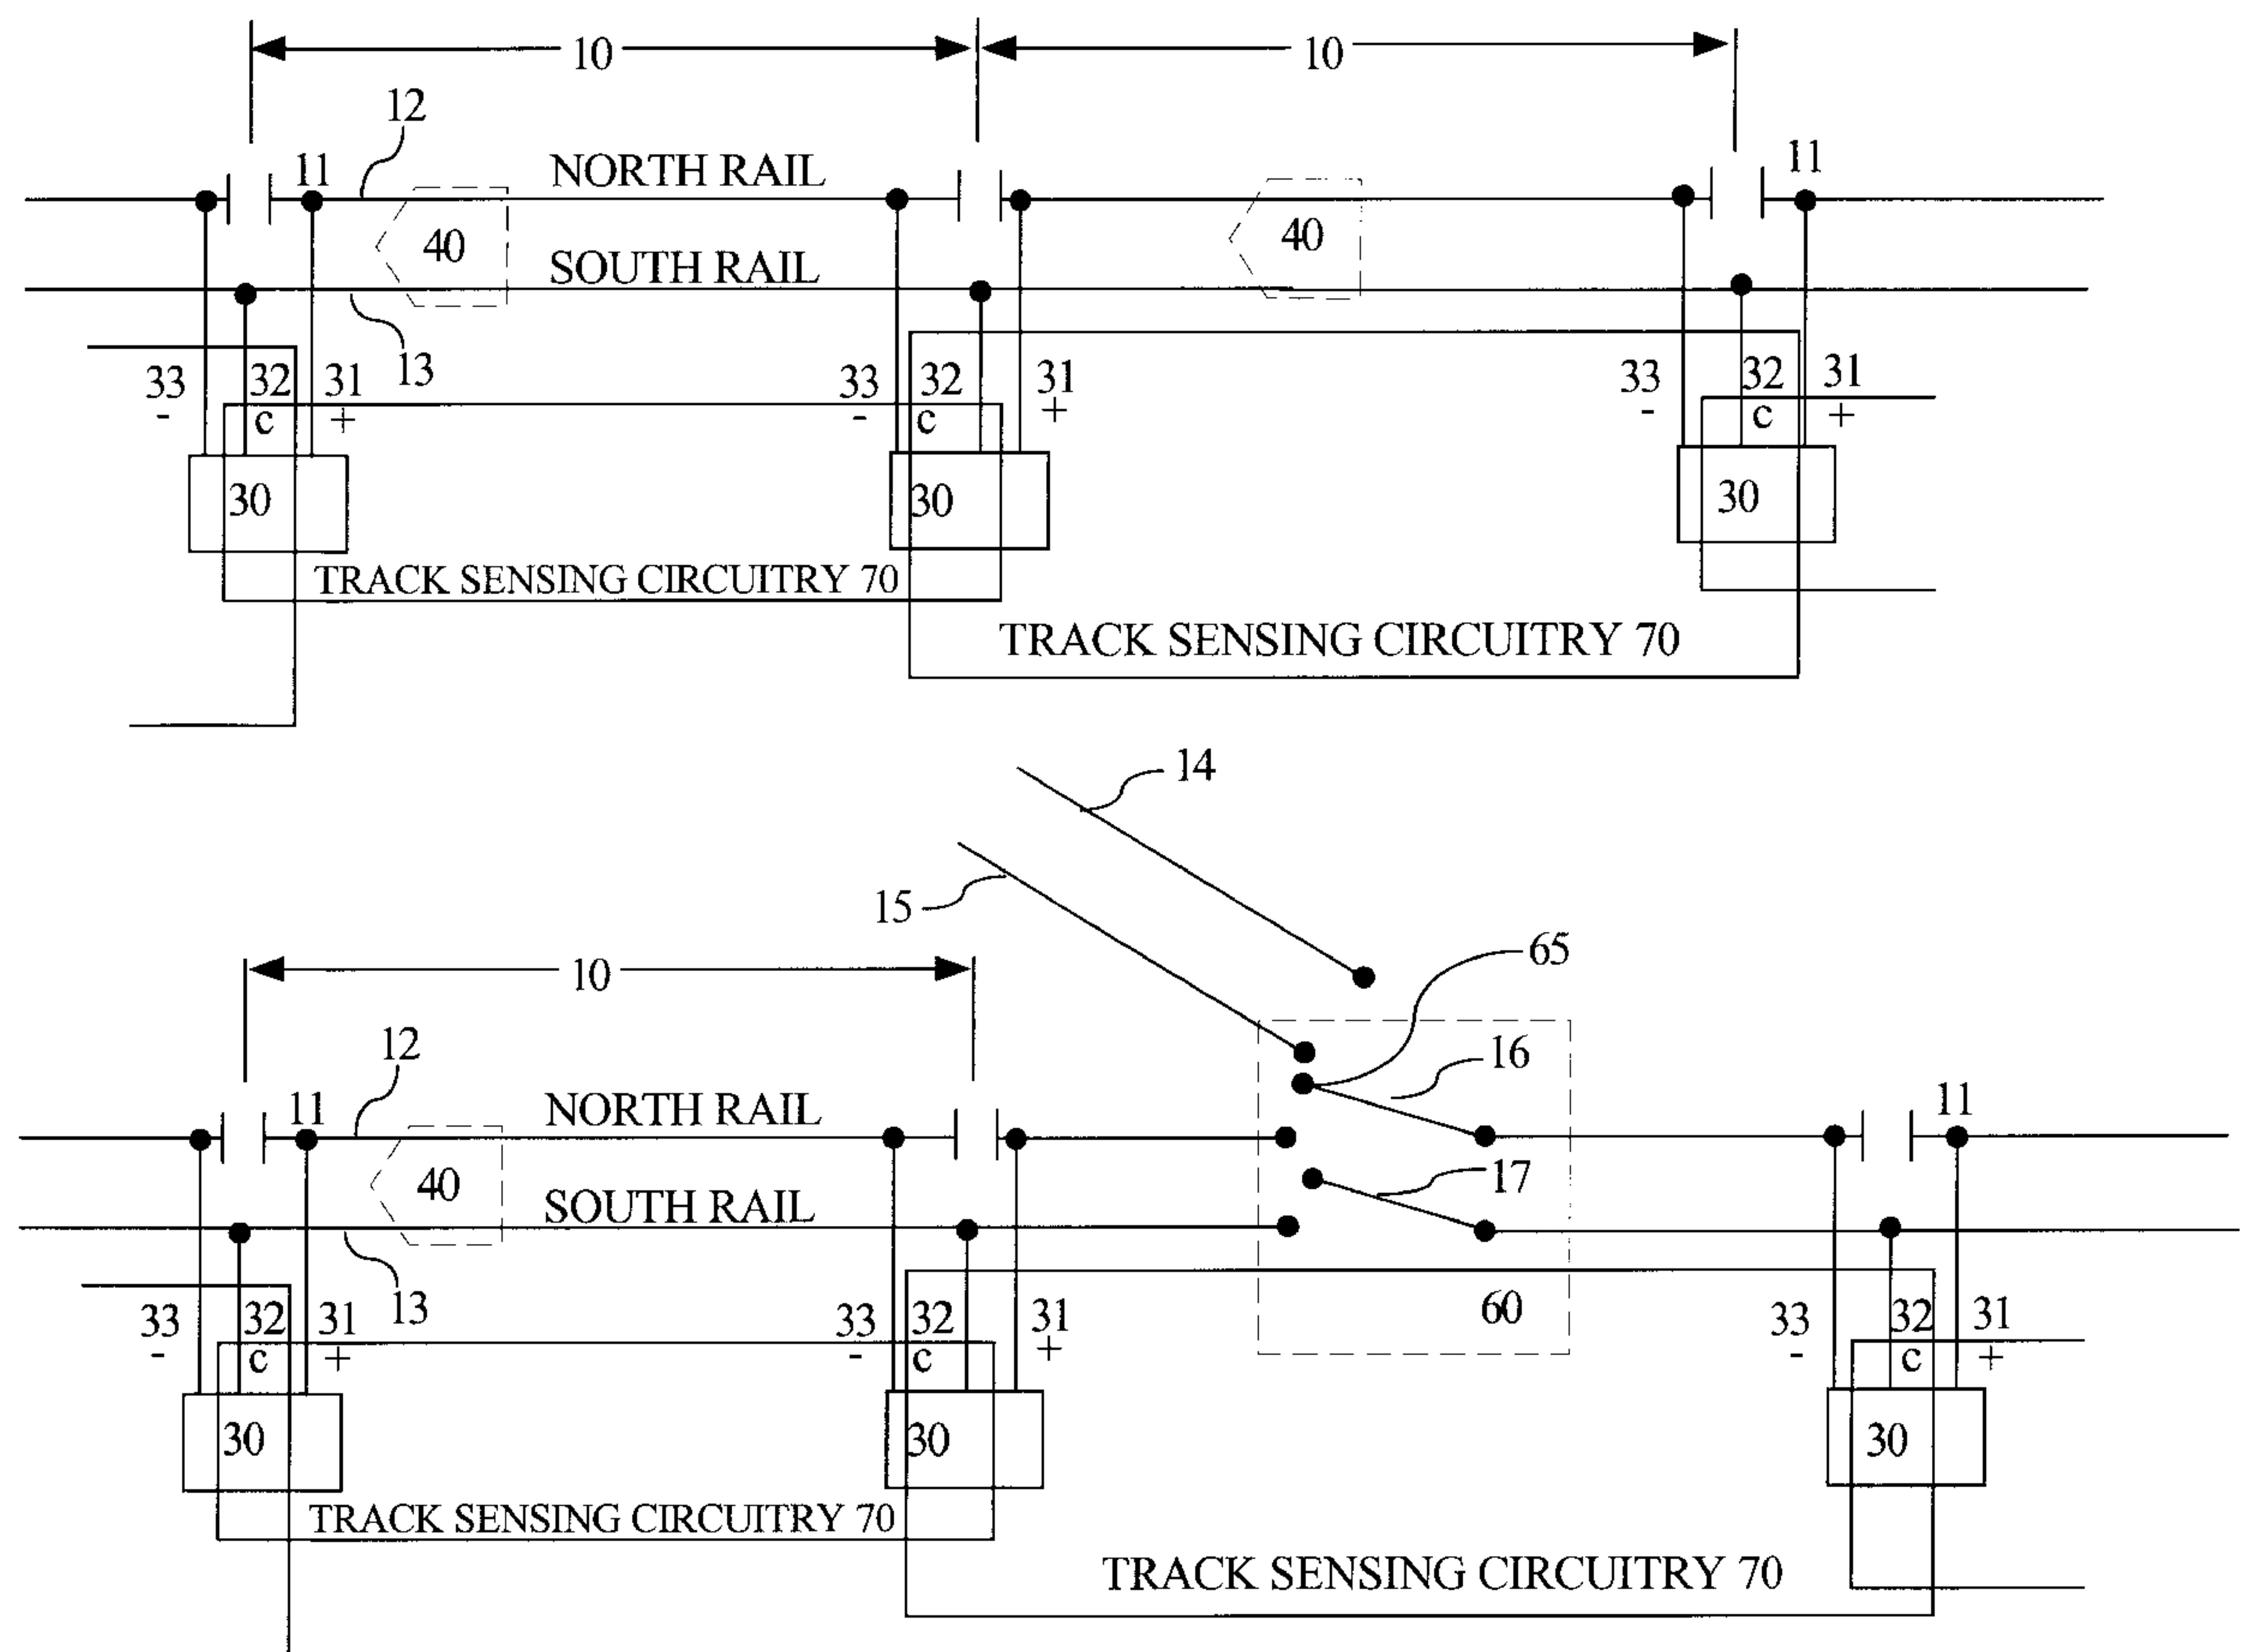 10 10
12
11 NORTH RAIL 11
40 40
SOUTH RAIL
13
33 32 31 33 32 31 33 32 31
- c + - c + - c +
30 30 30
TRACK SENSING CIRCUITRY 70
TRACK SENSING CIRCUITRY 70
14
15
65
10
12 16
11 NORTH RAIL 11
40 17
SOUTH RAIL
13 60
33 32 31 33 32 31 33 32 31
- c + - c + - c +
30 30 30
TRACK SENSING CIRCUITRY 70
TRACK SENSING CIRCUITRY 70